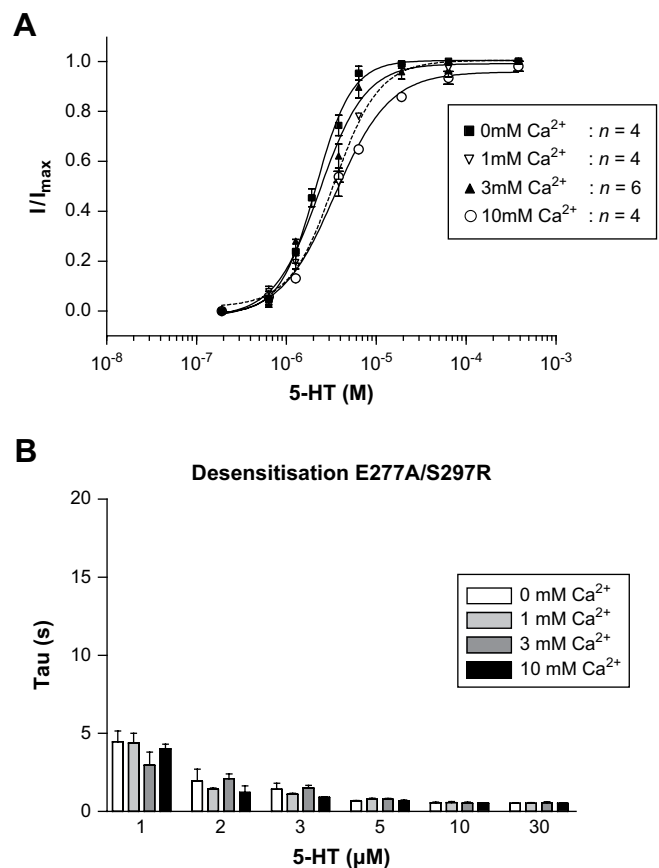 A
I/Imax
1.0
0.8
0.6
0.4
0.2
0.0
10⁻⁸ 10⁻⁷ 10⁻⁶ 10⁻⁵ 10⁻⁴ 10⁻³
5-HT (M)
0mM Ca²⁺ : n = 4
1mM Ca²⁺ : n = 4
3mM Ca²⁺ : n = 6
10mM Ca²⁺ : n = 4
B
Desensitisation E277A/S297R
Tau (s)
20
15
10
5
0
1 2 3 5 10 30
5-HT (µM)
0 mM Ca²⁺
1 mM Ca²⁺
3 mM Ca²⁺
10 mM Ca²⁺